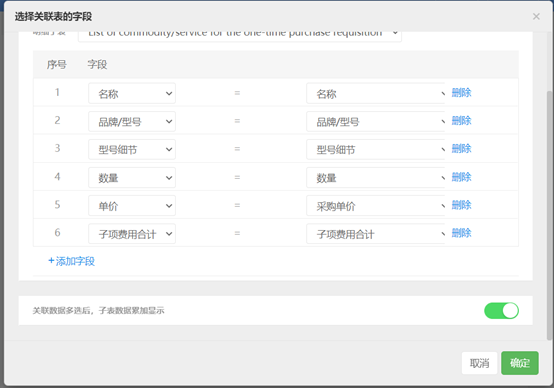 选择关联表的字段
×
明细子表 List of commodity/service for the one-time purchase requisition
序号 字段
1 名称 = 名称 删除
2 品牌/型号 = 品牌/型号 删除
3 型号细节 = 型号细节 删除
4 数量 = 数量 删除
5 单价 = 采购单价 删除
6 子项费用合计 = 子项费用合计 删除
+添加字段
关联数据多选后，子表数据累加显示
取消 确定